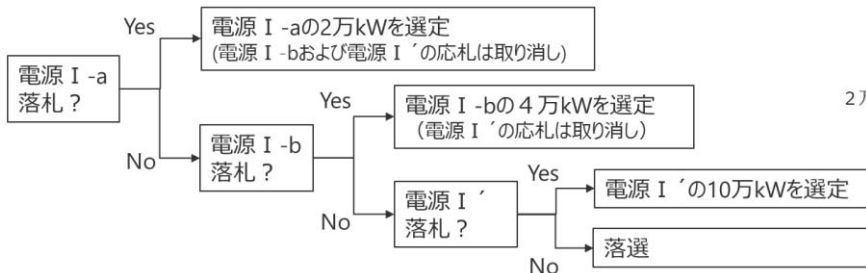 Yes
電源Ⅰ-aの2万kWを選定
(電源Ⅰ-bおよび電源Ⅰ´の応札は取り消し)
電源Ⅰ-a
落札？
No
電源Ⅰ-b
落札？
Yes
電源Ⅰ-bの４万kWを選定
（電源Ⅰ´の応札は取り消し）
2万
No
電源Ⅰ´
落札？
Yes
電源Ⅰ´の10万kWを選定
No
落選